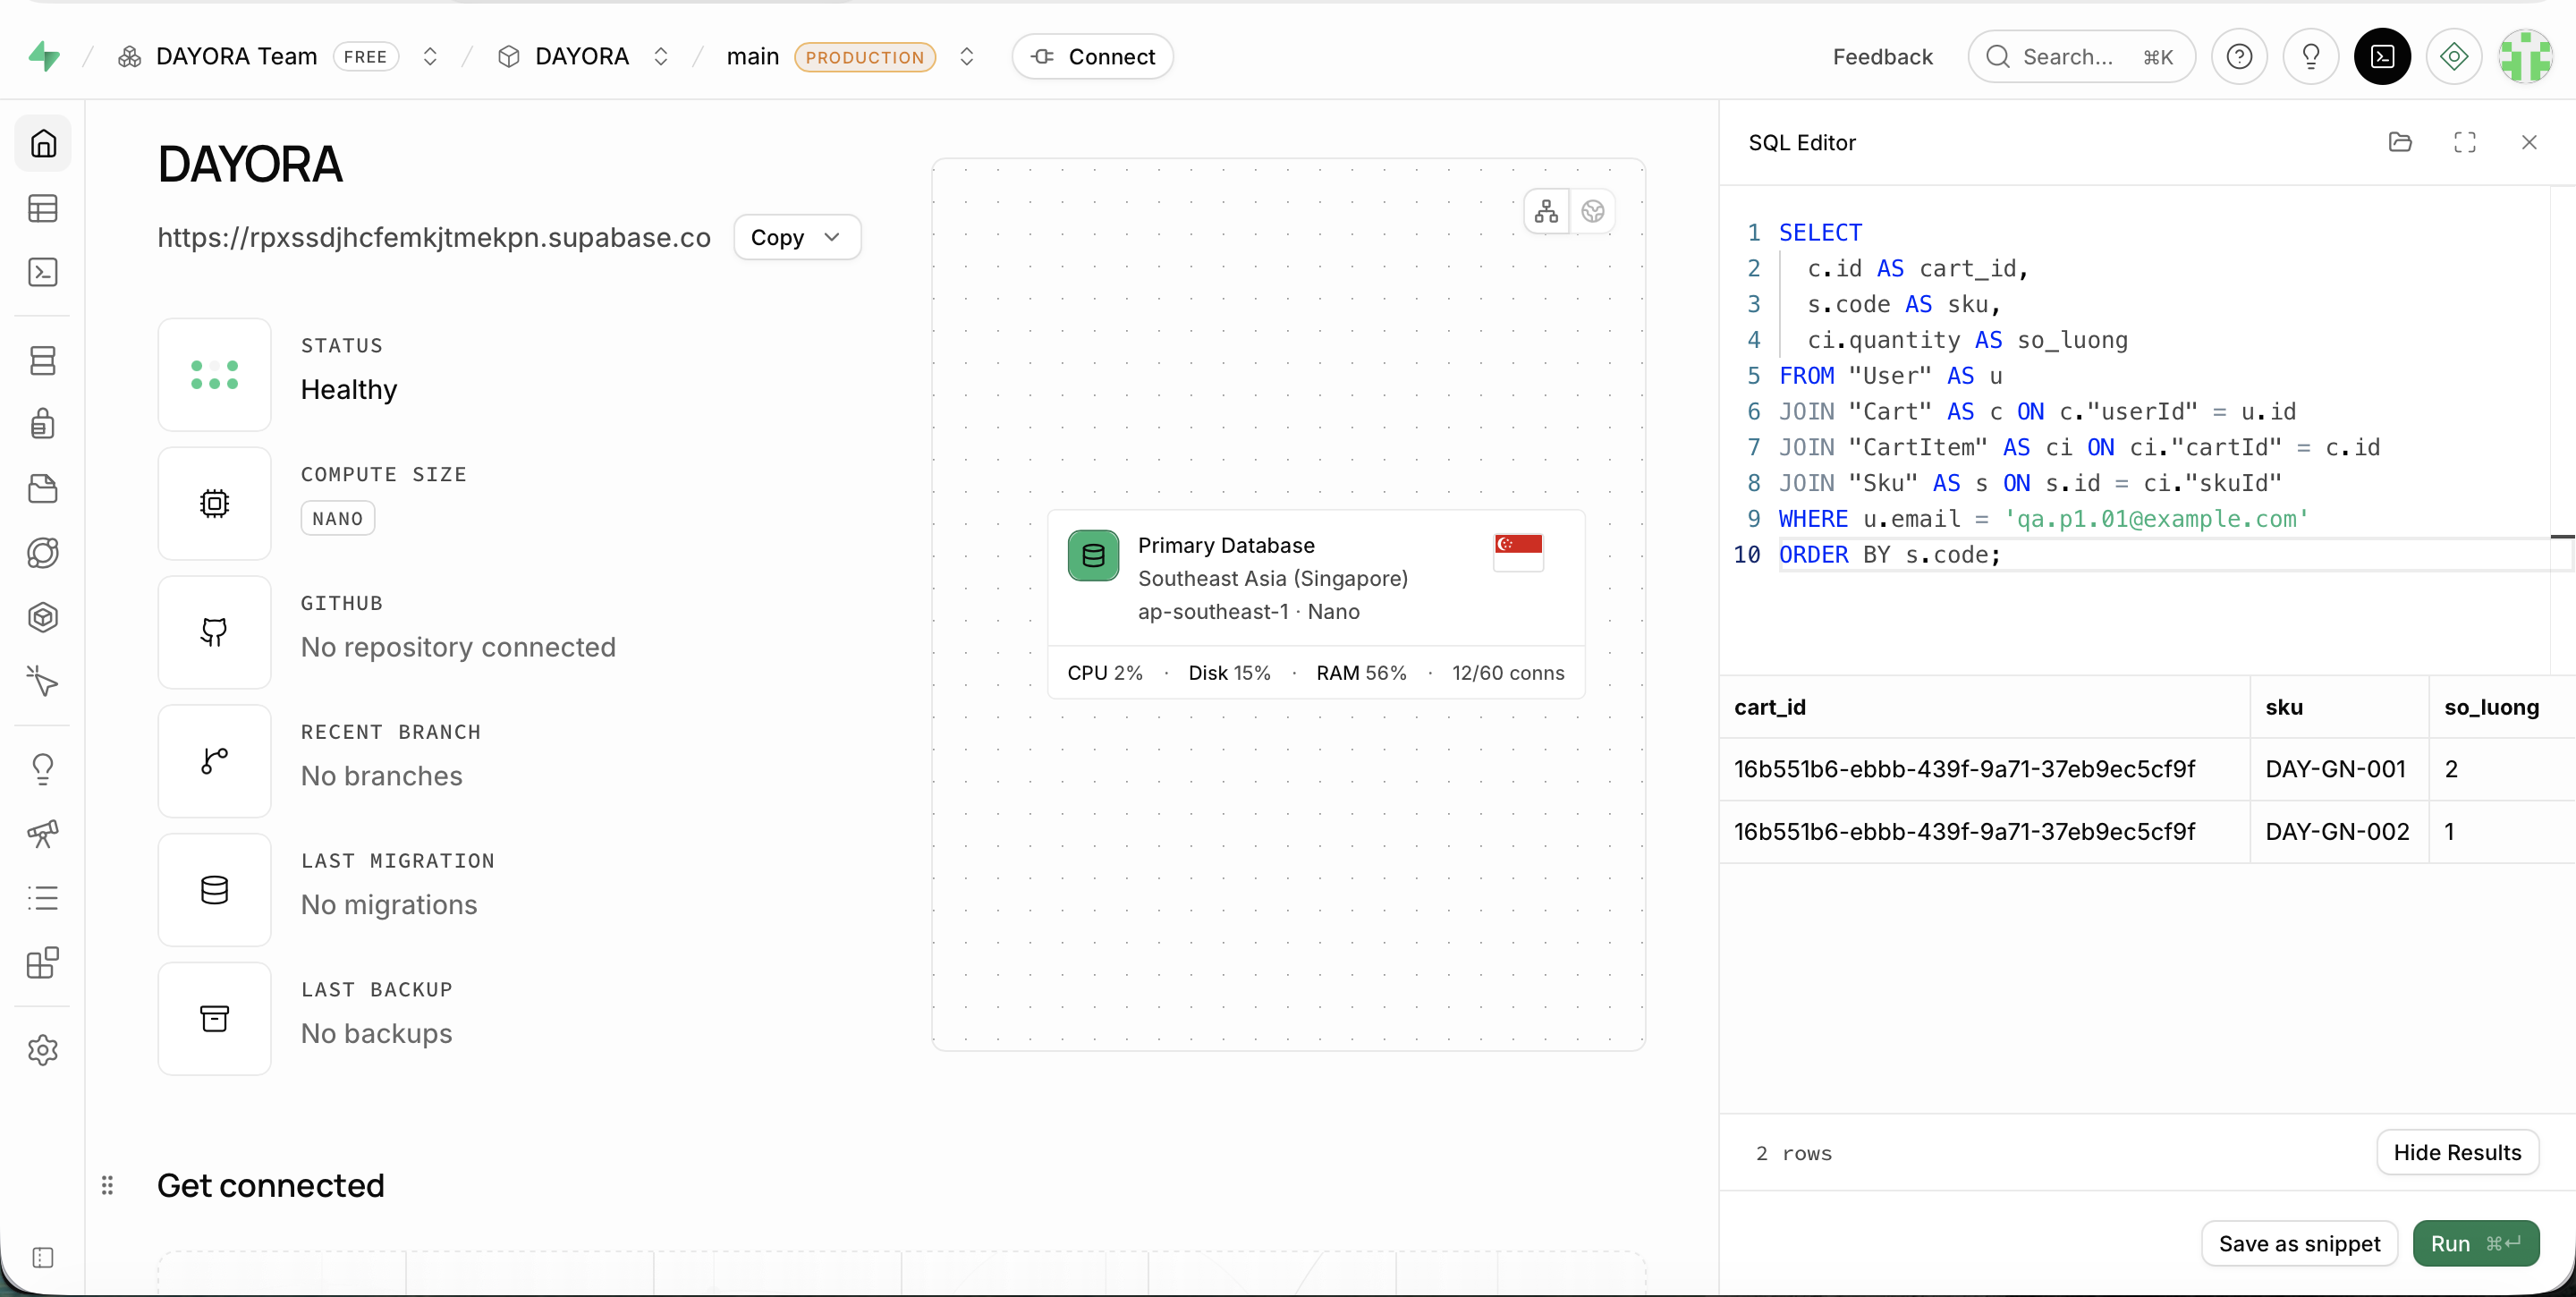 DAYORA Team FREE
DAYORA
main PRODUCTION
Connect
Feedback
Search... ⌘K
DAYORA
https://rpxssdjhcfemkjtmekpn.supabase.co
Copy
STATUS
Healthy
COMPUTE SIZE
NANO
GITHUB
No repository connected
RECENT BRANCH
No branches
LAST MIGRATION
No migrations
LAST BACKUP
No backups
Primary Database
Southeast Asia (Singapore)
ap-southeast-1 · Nano
CPU 2% · Disk 15% · RAM 56% · 12/60 conns
Get connected
SQL Editor
1 SELECT
2 c.id AS cart_id,
3 s.code AS sku,
4 ci.quantity AS so_luong
5 FROM "User" AS u
6 JOIN "Cart" AS c ON c."userId" = u.id
7 JOIN "CartItem" AS ci ON ci."cartId" = c.id
8 JOIN "Sku" AS s ON s.id = ci."skuId"
9 WHERE u.email = 'qa.p1.01@example.com'
10 ORDER BY s.code;
cart_id sku so_luong
16b551b6-ebbb-439f-9a71-37eb9ec5cf9f DAY-GN-001 2
16b551b6-ebbb-439f-9a71-37eb9ec5cf9f DAY-GN-002 1
2 rows
Hide Results
Save as snippet
Run ⌘↵